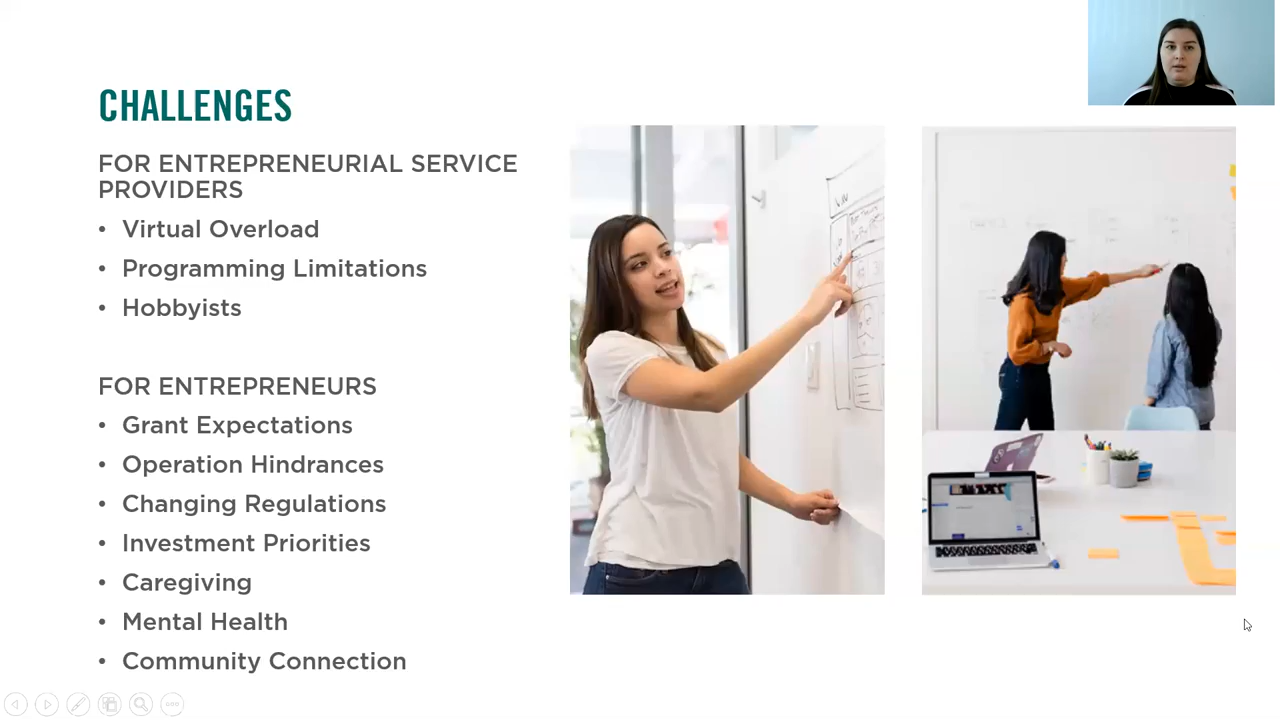 CHALLENGES
FOR ENTREPRENEURIAL SERVICE
PROVIDERS
• Virtual Overload
• Programming Limitations
• Hobbyists
FOR ENTREPRENEURS
• Grant Expectations
• Operation Hindrances
• Changing Regulations
• Investment Priorities
• Caregiving
• Mental Health
• Community Connection